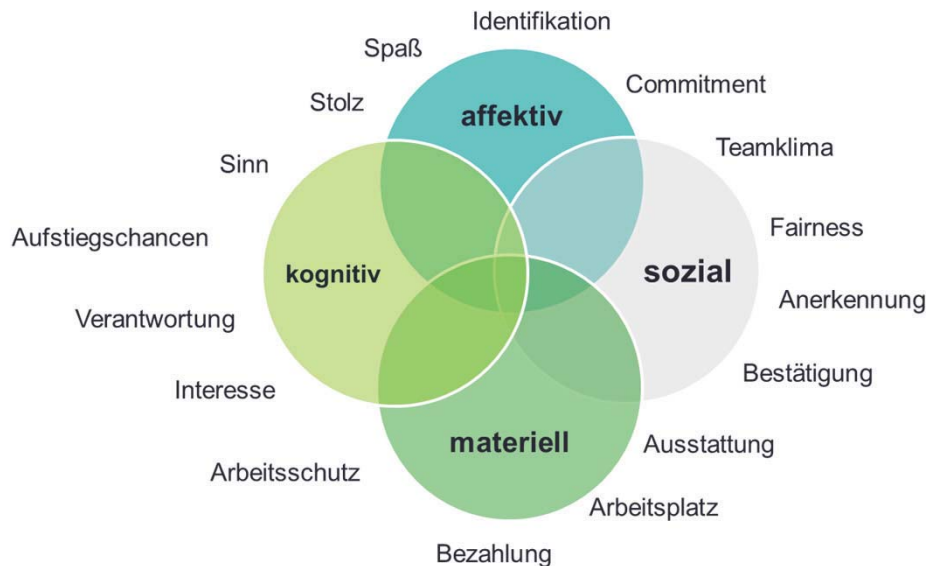 Identifikation
Spaß
Commitment
Stolz
affektiv
Teamklima
Sinn
Fairness
Aufstiegschancen
kognitiv
sozial
Anerkennung
Verantwortung
Bestätigung
Interesse
materiell
Ausstattung
Arbeitsschutz
Arbeitsplatz
Bezahlung